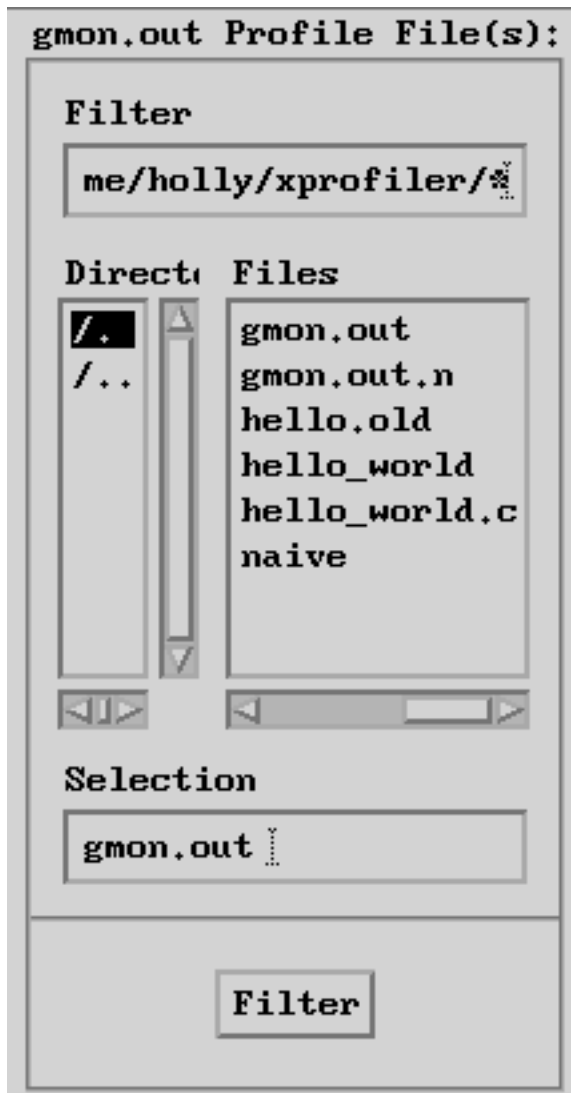 gmon.out Profile File(s):
Filter
me/holly/xprofiler/*
Directo Files
/.
/..
gmon.out
gmon.out.n
hello.old
hello_world
hello_world.c
naive
Selection
gmon.out
Filter